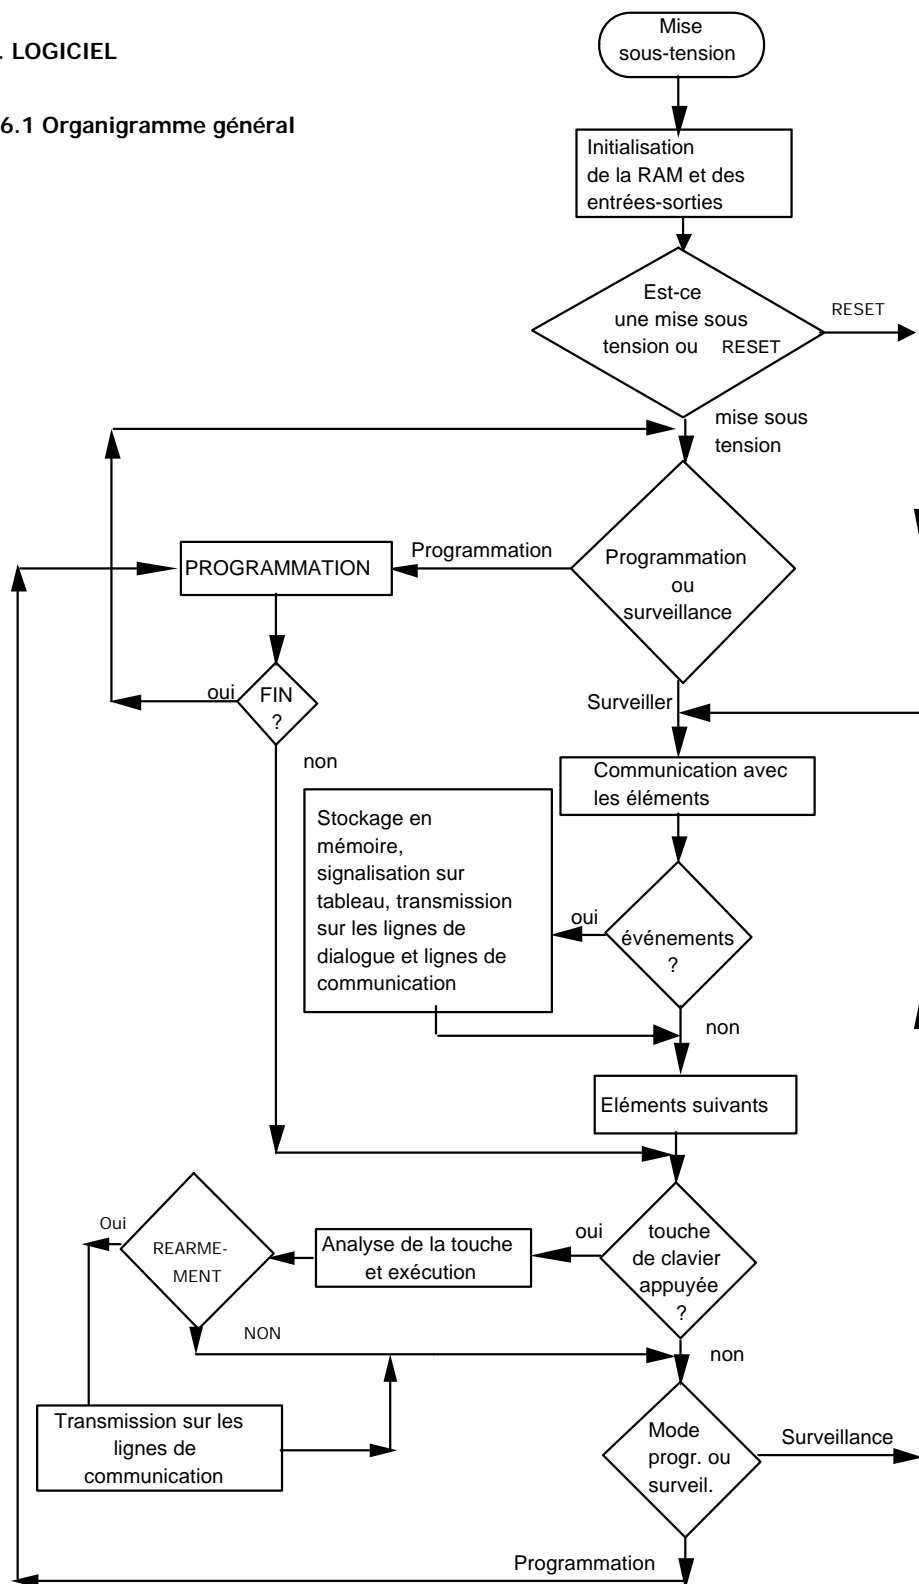 . LOGICIEL
6.1 Organigramme général
Mise
sous-tension
Initialisation
de la RAM et des
entrées-sorties
Est-ce
une mise sous
tension ou RESET
RESET
mise sous
tension
Programmation
ou
surveillance
Programmation
PROGRAMMATION
FIN
?
oui
non
Surveiller
Communication avec
les éléments
événements
?
oui
Stockage en
mémoire,
signalisation sur
tableau, transmission
sur les lignes de
dialogue et lignes de
communication
non
Eléments suivants
touche
de clavier
appuyée
?
oui
Analyse de la touche
et exécution
REARME-
MENT
Oui
NON
Transmission sur les
lignes de
communication
non
Mode
progr. ou
surveil.
Surveillance
Programmation